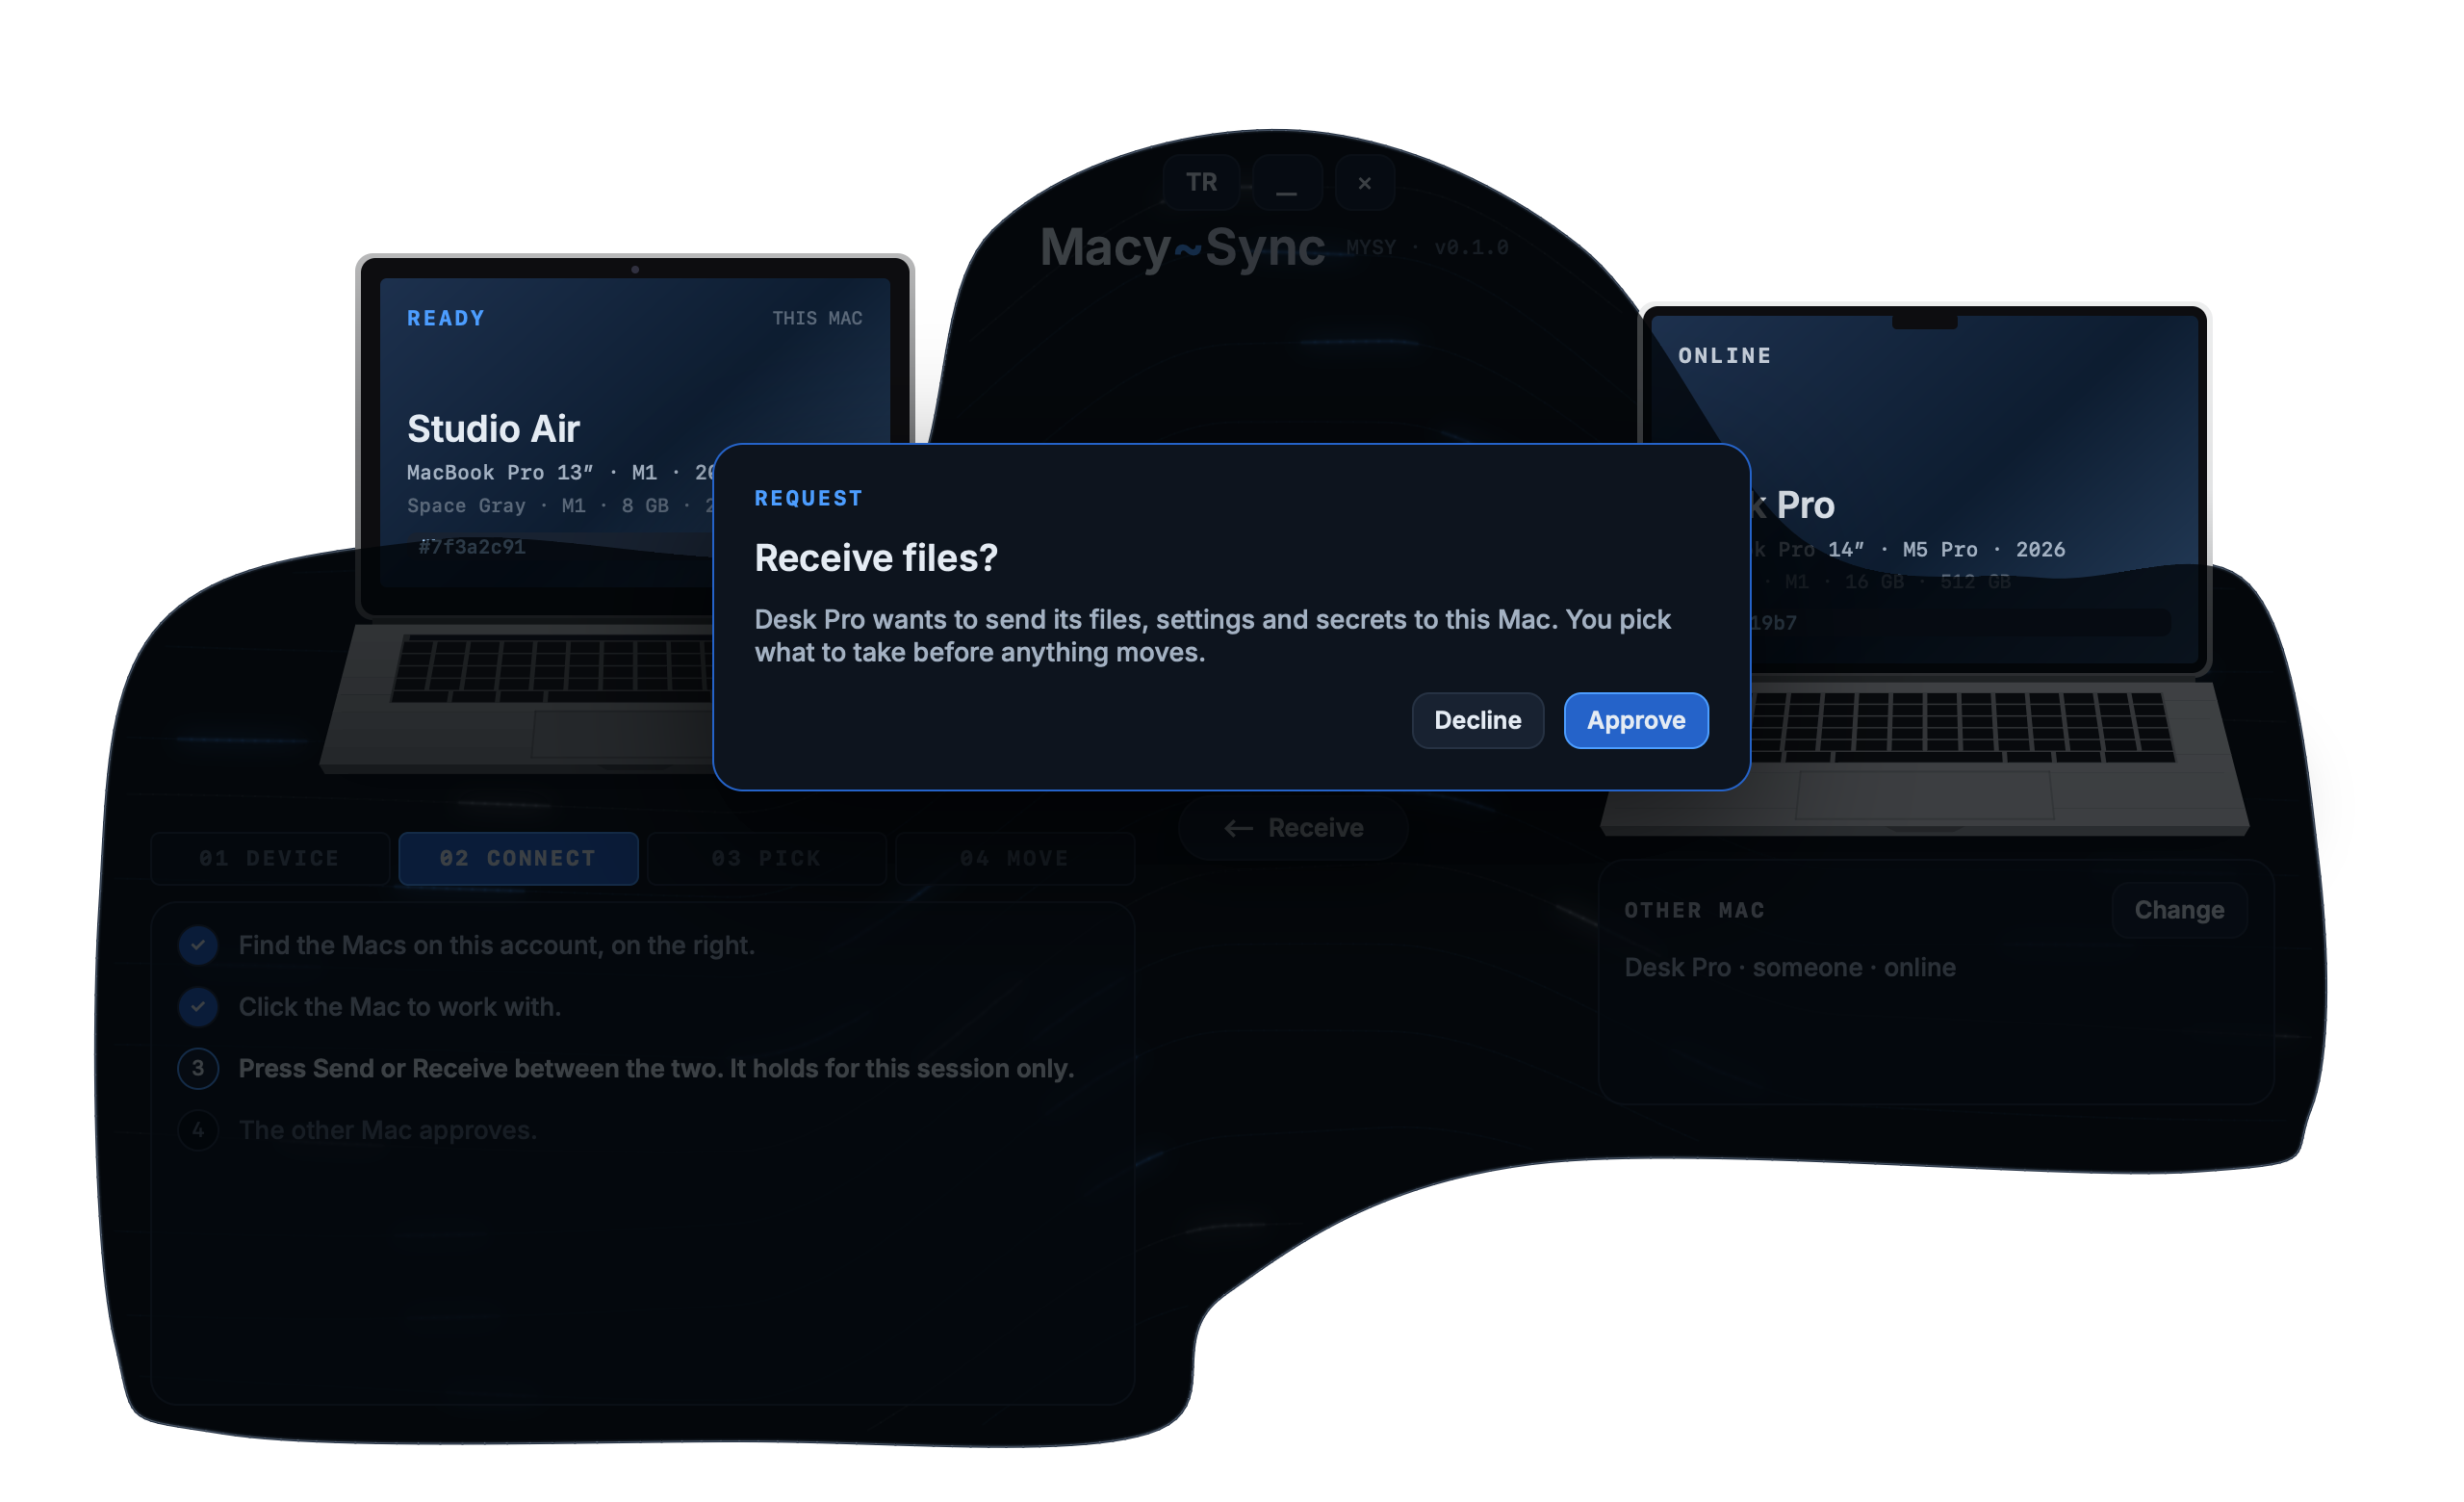 TR _ ×
Macy~Sync MYSY · v0.1.0
READY THIS MAC
Studio Air
MacBook Pro 13″ · M1 ·
Space Gray · M1 · 8 GB ·
#7f3a2c91
ONLINE
Pro
Pro 14″ · M5 Pro · 2026
· M1 · 16 GB · 512 GB
19b7
REQUEST
Receive files?
Desk Pro wants to send its files, settings and secrets to this Mac. You pick
what to take before anything moves.
Decline Approve
← Receive
01 DEVICE 02 CONNECT 03 PICK 04 MOVE
Find the Macs on this account, on the right.
Click the Mac to work with.
3 Press Send or Receive between the two. It holds for this session only.
4 The other Mac approves.
OTHER MAC Change
Desk Pro · someone · online